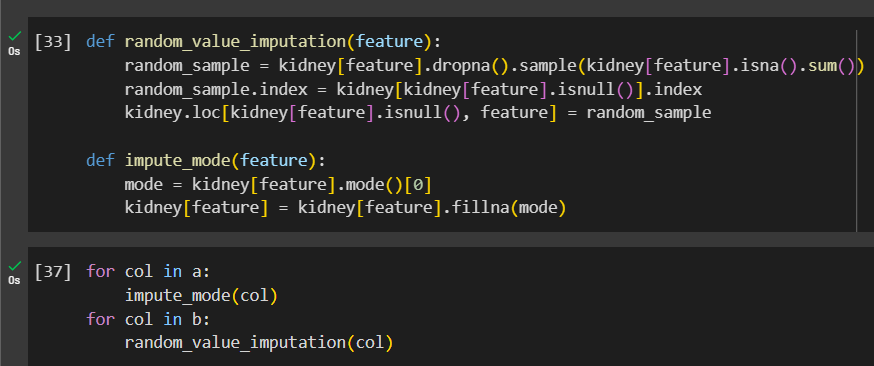 [33] def random_value_imputation(feature):
0s
random_sample = kidney[feature].dropna().sample(kidney[feature].isna().sum())
random_sample.index = kidney[kidney[feature].isnull()].index
kidney.loc[kidney[feature].isnull(), feature] = random_sample
def impute_mode(feature):
mode = kidney[feature].mode()[0]
kidney[feature] = kidney[feature].fillna(mode)
[37] for col in a:
0s
impute_mode(col)
for col in b:
random_value_imputation(col)